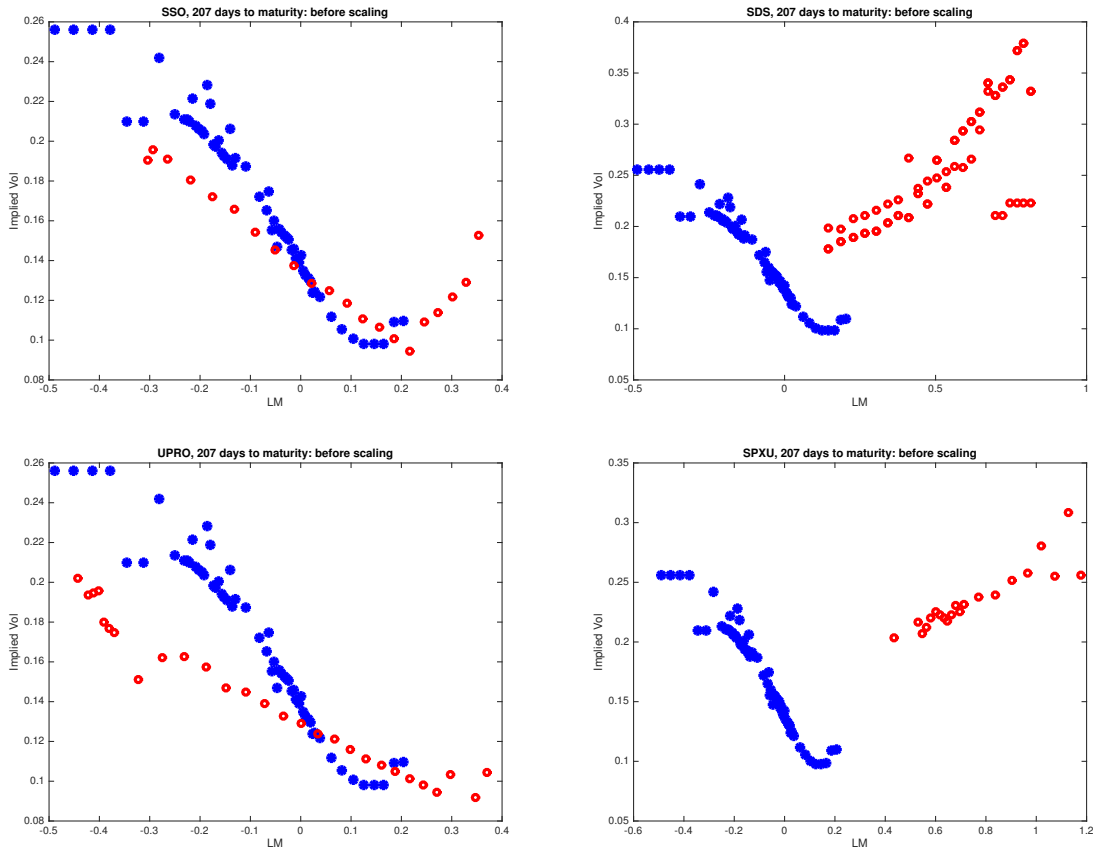 SSO, 207 days to maturity: before scaling
Implied Vol
0.26
0.24
0.22
0.2
0.18
0.16
0.14
0.12
0.1
0.08
-0.5 -0.4 -0.3 -0.2 -0.1 0 0.1 0.2 0.3 0.4
LM
SDS, 207 days to maturity: before scaling
Implied Vol
0.4
0.35
0.3
0.25
0.2
0.15
0.1
0.05
-0.5 0 0.5 1
LM
UPRO, 207 days to maturity: before scaling
Implied Vol
0.26
0.24
0.22
0.2
0.18
0.16
0.14
0.12
0.1
0.08
-0.5 -0.4 -0.3 -0.2 -0.1 0 0.1 0.2 0.3 0.4
LM
SPXU, 207 days to maturity: before scaling
Implied Vol
0.35
0.3
0.25
0.2
0.15
0.1
0.05
-0.6 -0.4 -0.2 0 0.2 0.4 0.6 0.8 1 1.2
LM